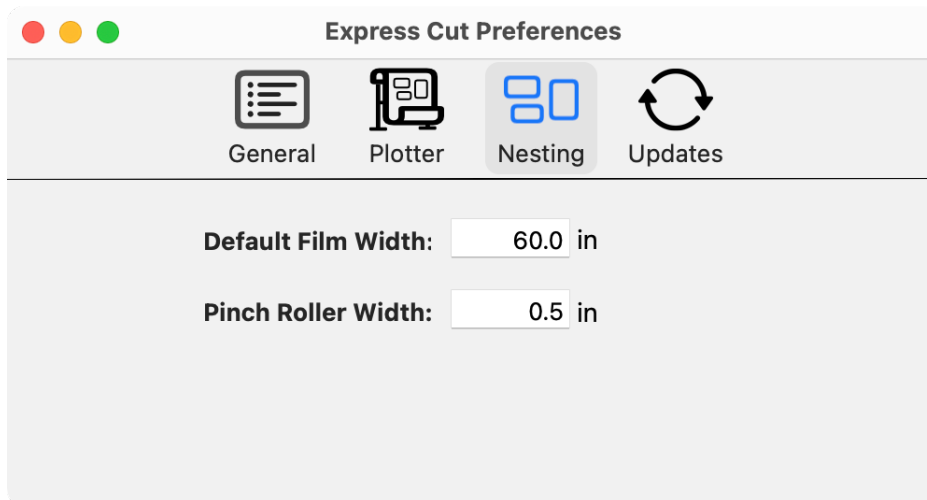 Express Cut Preferences
General Plotter Nesting Updates
Default Film Width: 60.0 in
Pinch Roller Width: 0.5 in